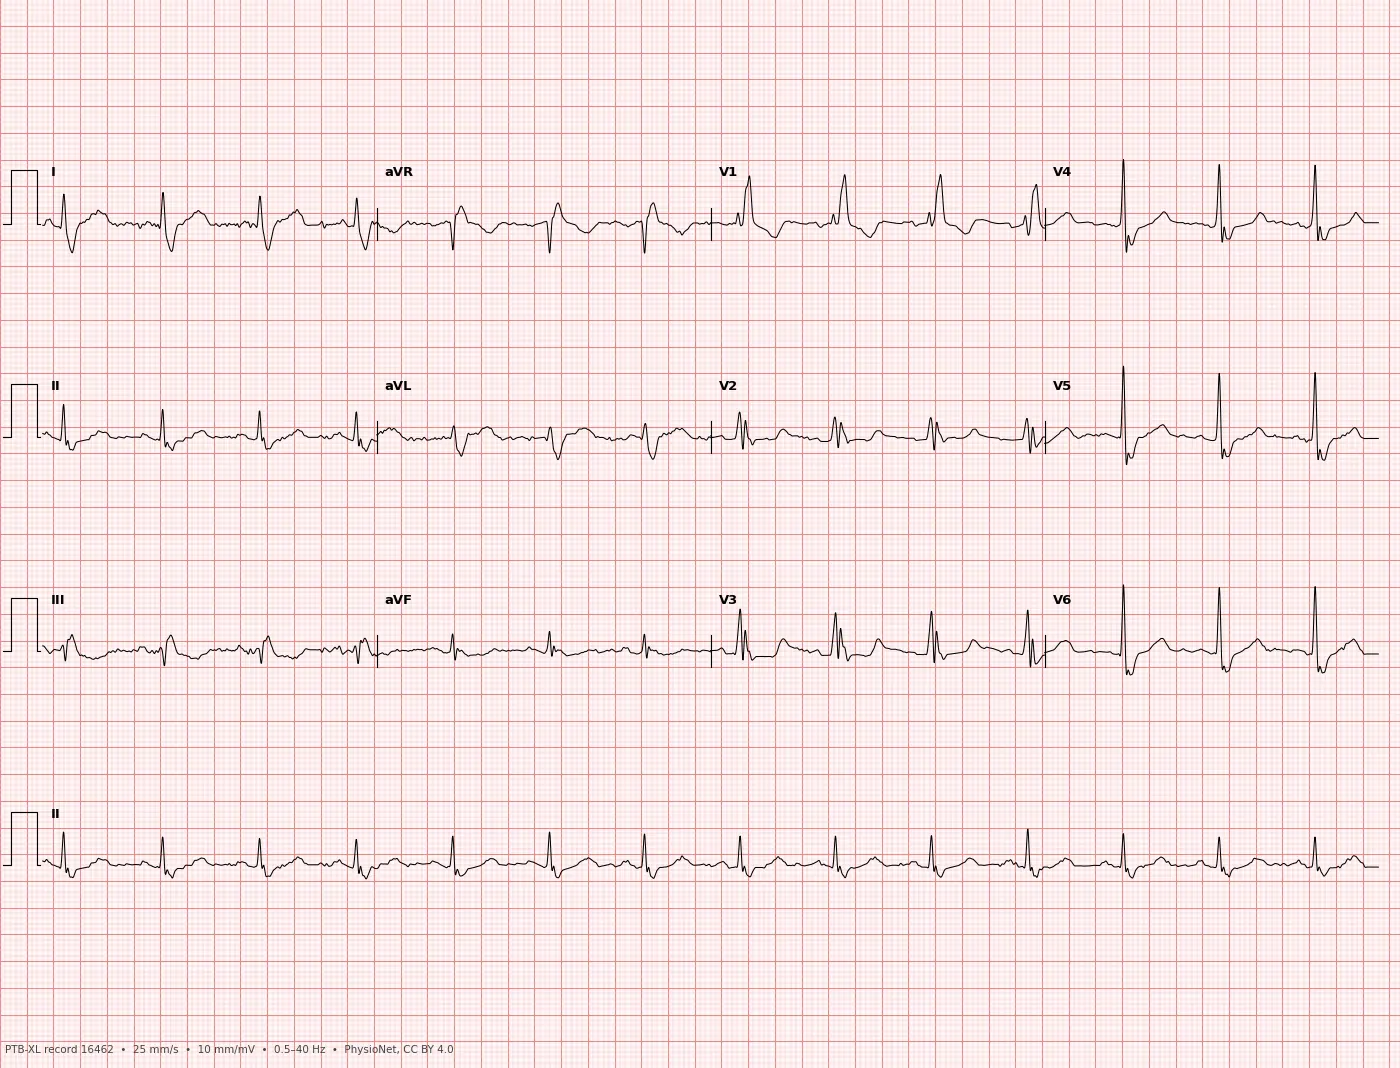 I aVR V1 V4
II aVL V2 V5
III aVF V3 V6
II
PTB-XL record 16462 • 25 mm/s • 10 mm/mV • 0.5–40 Hz • PhysioNet, CC BY 4.0